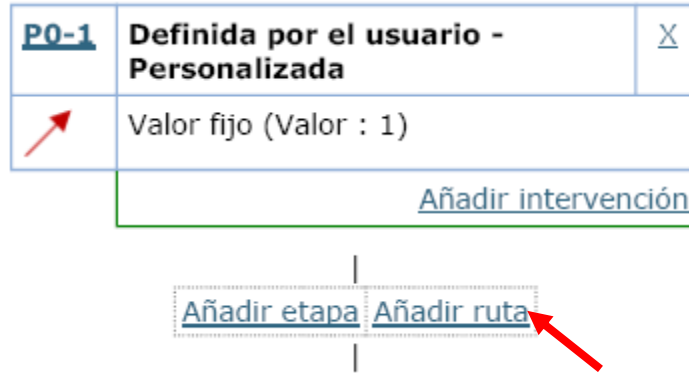 P0-1 Definida por el usuario - X
Personalizada
Valor fijo (Valor : 1)
Añadir intervención
Añadir etapa Añadir ruta